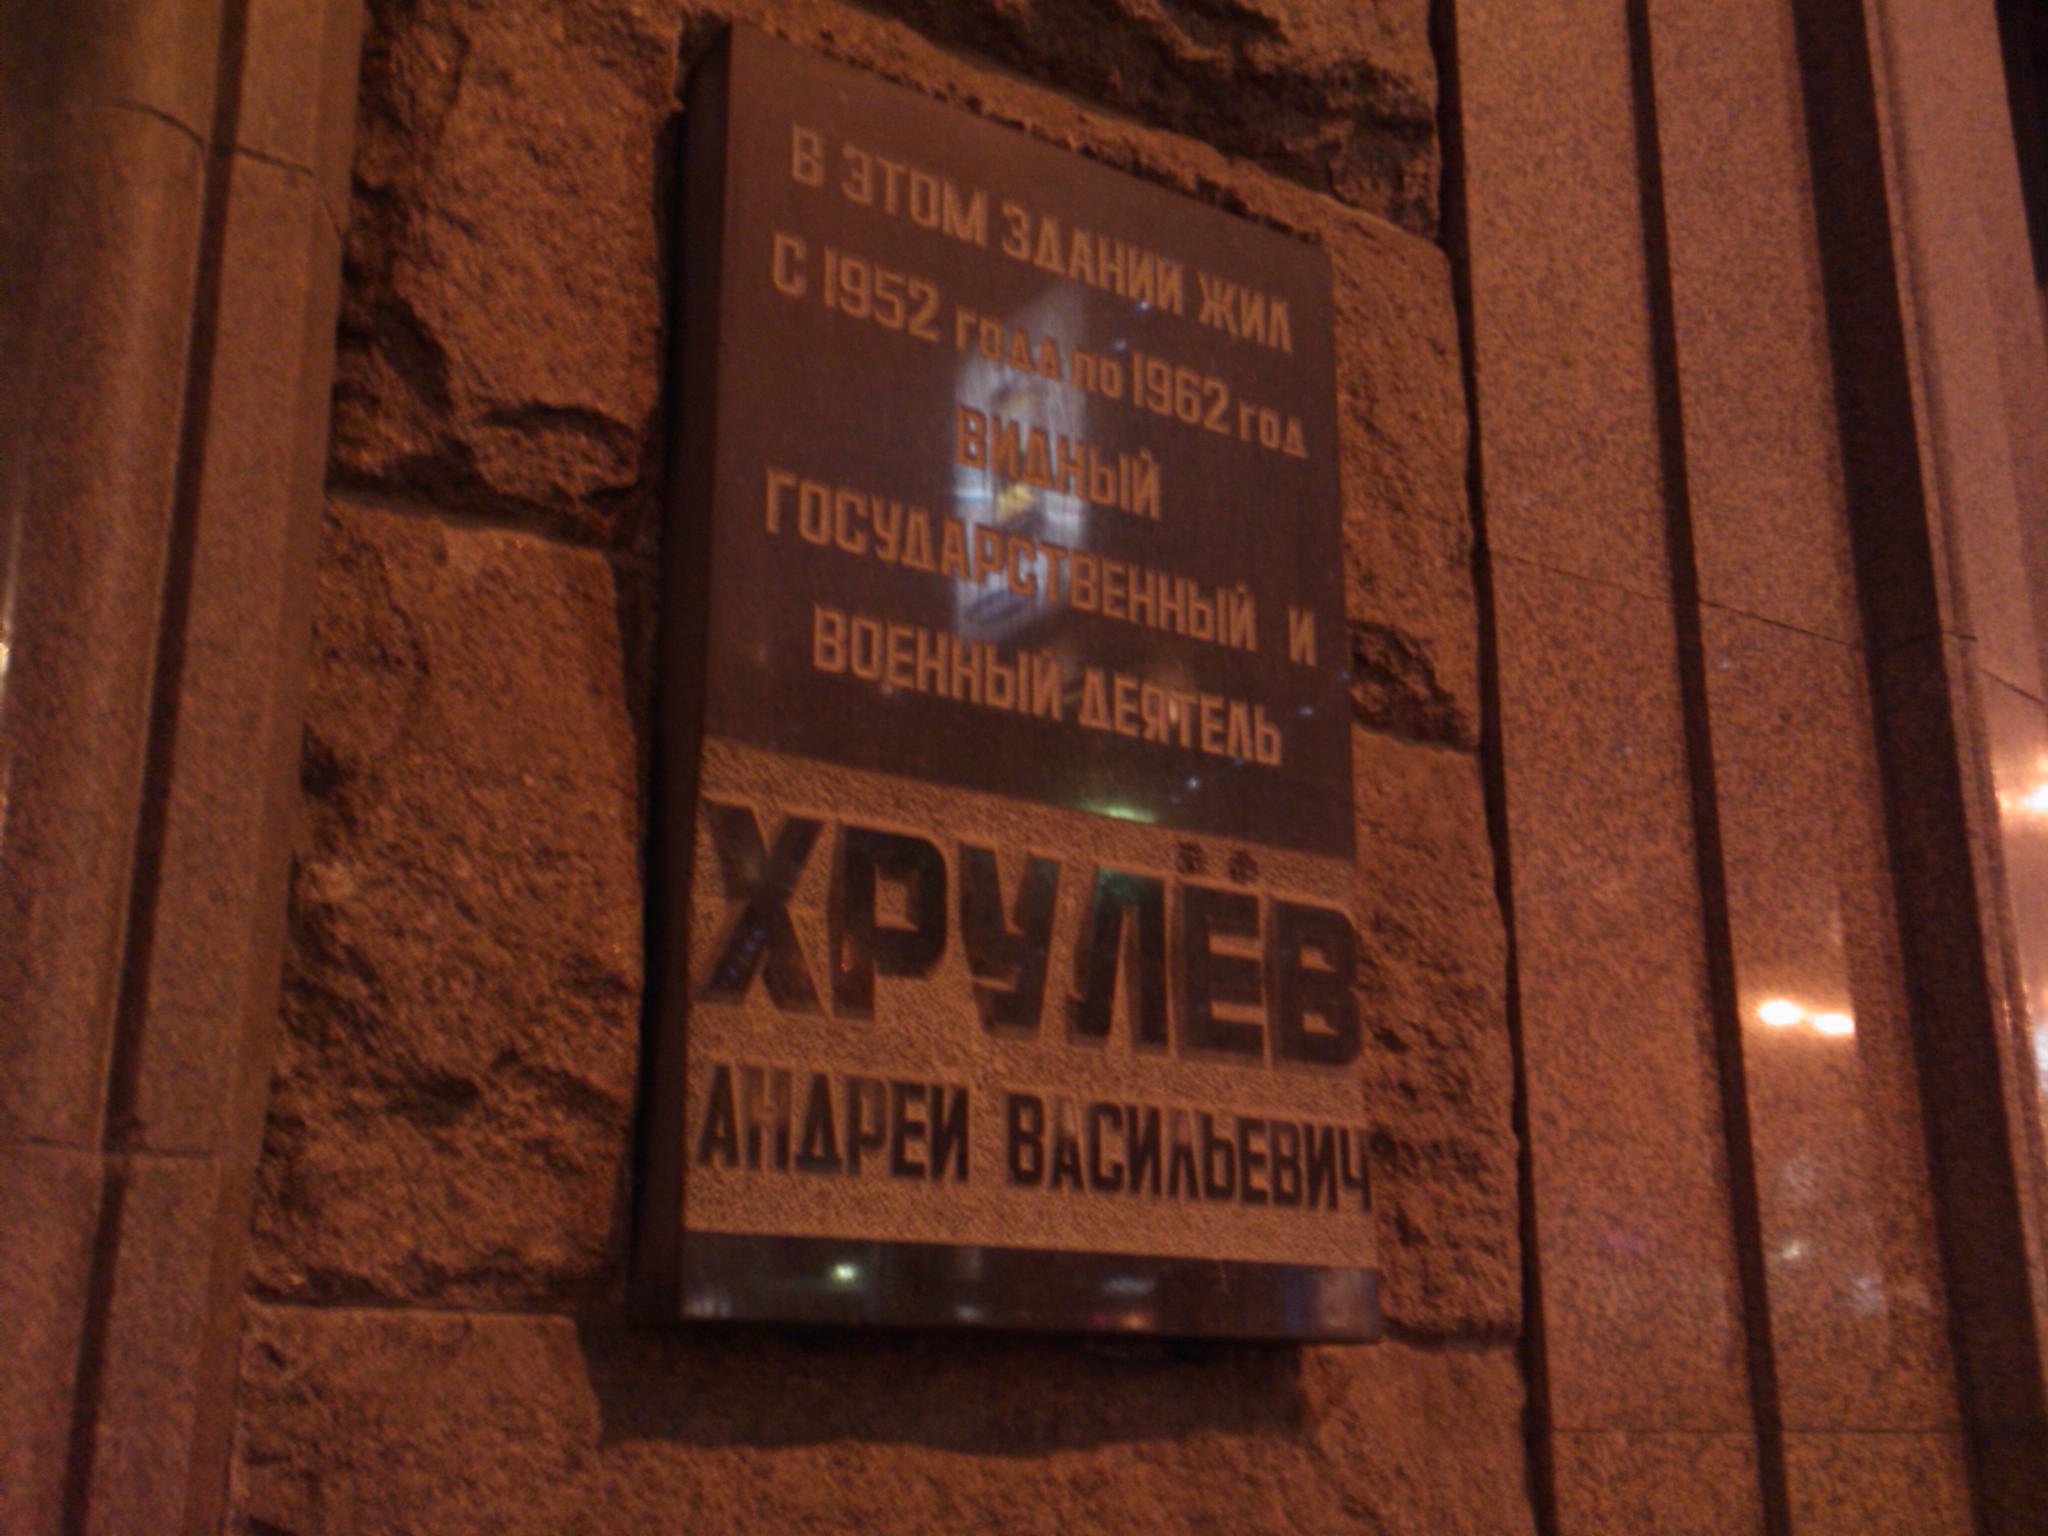 В ЭТОМ ЗДАНИИ ЖИЛ
С 1952 года по 1962 год
ВИДНЫЙ
ГОСУДАРСТВЕННЫЙ И
ВОЕННЫЙ ДЕЯТЕЛЬ
ХРУЛЁВ
АНДРЕЙ ВАСИЛЬЕВИЧ